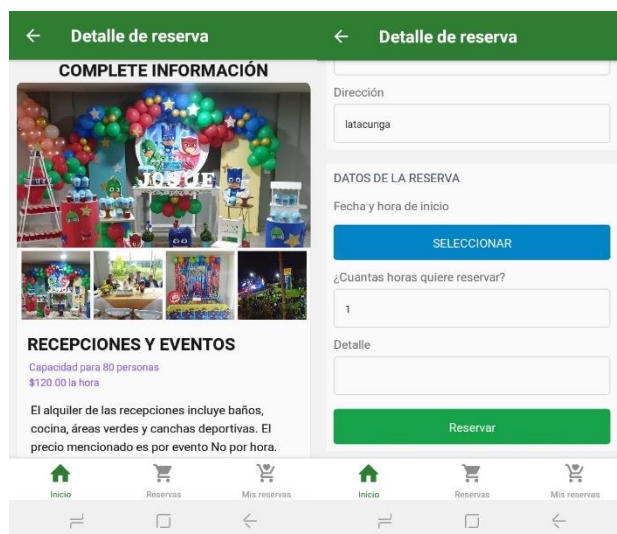 Detalle de reserva
COMPLETE INFORMACIÓN
JOSUE
RECEPCIONES Y EVENTOS
Capacidad para 80 personas
$120.00 la hora
El alquiler de las recepciones incluye baños,
cocina, áreas verdes y canchas deportivas. El
precio mencionado es por evento No por hora.
Inicio
Reservas
Mis reservas
Detalle de reserva
Dirección
latacunga
DATOS DE LA RESERVA
Fecha y hora de inicio
SELECCIONAR
¿Cuantas horas quiere reservar?
1
Detalle
Reservar
Inicio
Reservas
Mis reservas